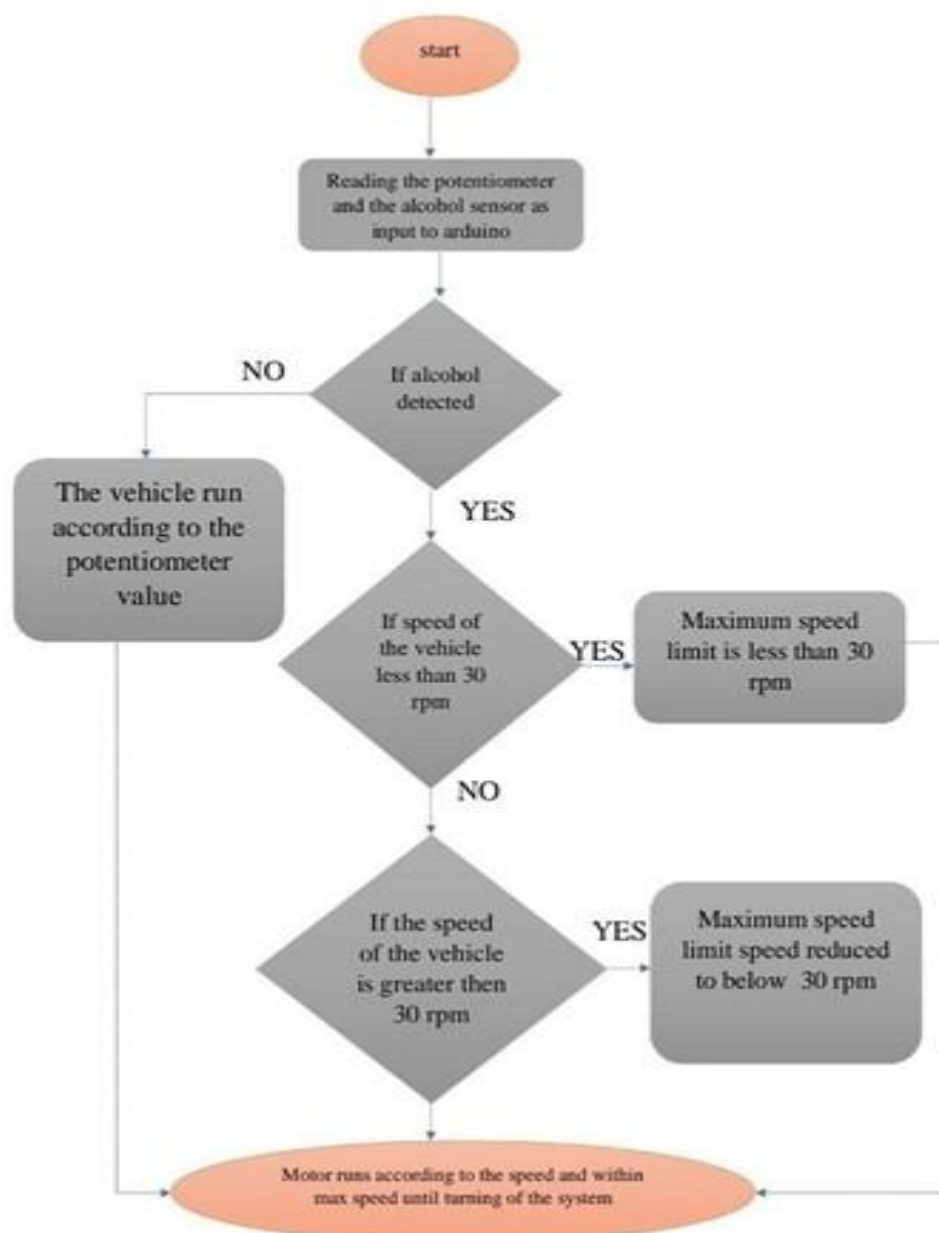 start
Reading the potentiometer
and the alcohol sensor as
input to arduino
If alcohol
detected
NO
The vehicle run
according to the
potentiometer
value
YES
If speed of
the vehicle
less than 30
rpm
YES
Maximum speed
limit is less than 30
rpm
NO
If the speed
of the vehicle
is greater then
30 rpm
YES
Maximum speed
limit speed reduced
to below 30 rpm
Motor runs according to the speed and within
max speed until turning of the system